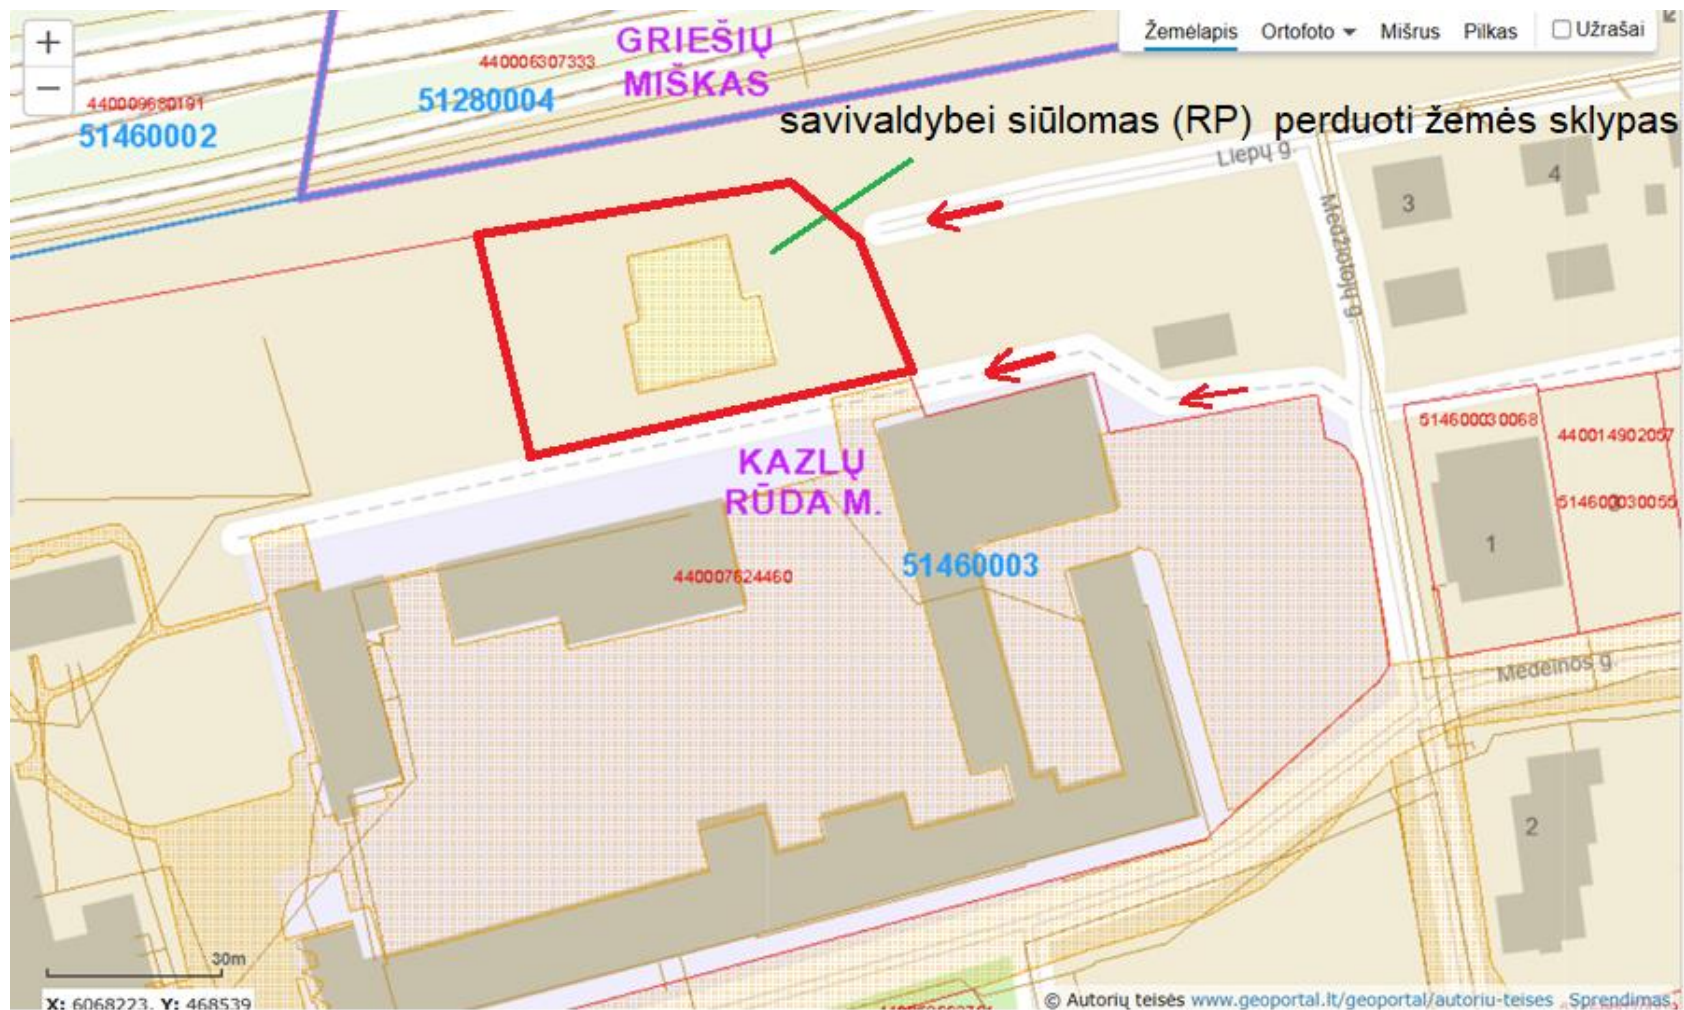 Žemėlapis Ortofoto Mišrus Pilkas Užrašai
GRIEŠIŲ
MIŠKAS
440006307333
51280004
440009680191
51460002
savivaldybei siūlomas (RP) perduoti žemės sklypas
Liepų g.
3
4
Medžiotojų g.
KAZLŲ
RŪDA M.
514600030068
440014902057
514600030055
1
440007624460
51460003
Medeinos g.
2
30m
X: 6068223, Y: 468539
© Autorių teisės www.geoportal.lt/geoportal/autoriu-teises Sprendimas